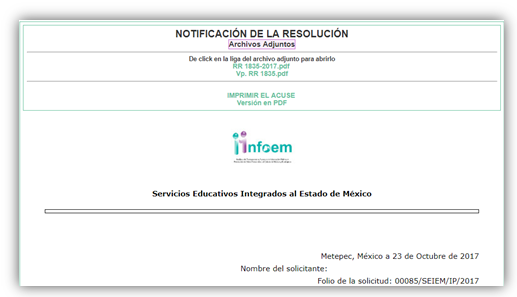 NOTIFICACIÓN DE LA RESOLUCIÓN
Archivos Adjuntos
De click en la liga del archivo adjunto para abrirlo
RR 1835-2017.pdf
Vp. RR 1835.pdf
IMPRIMIR EL ACUSE
Versión en PDF
infoem
Servicios Educativos Integrados al Estado de México
Metepec, México a 23 de Octubre de 2017
Nombre del solicitante:
Folio de la solicitud: 00085/SEIEM/IP/2017